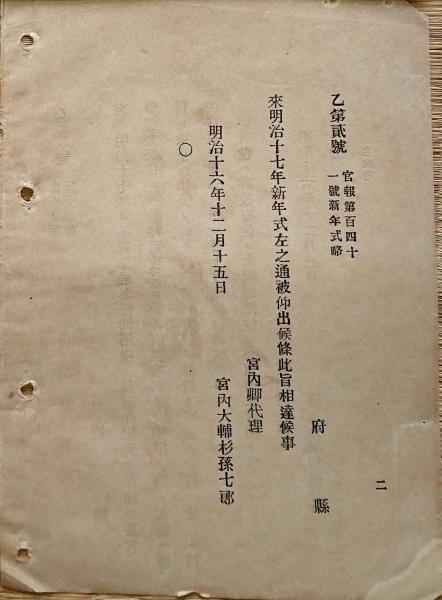 二
府縣
乙第貳號
官報第百四十
一號新年式略
來明治十七年新年式左之通被仰出候條此旨相達候事
宮內卿代理
明治十六年十二月十五日
宮內大輔杉孫七郎
○